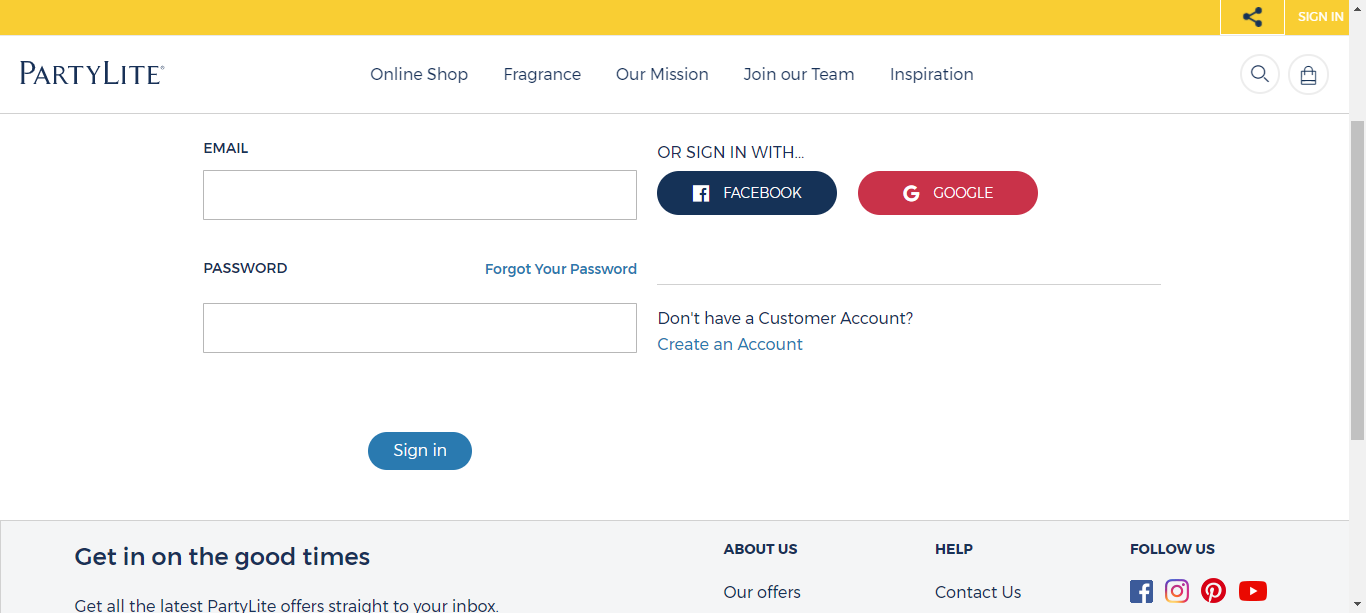 SIGN IN
PARTYLITE®
Online Shop
Fragrance
Our Mission
Join our Team
Inspiration
EMAIL
PASSWORD
Forgot Your Password
Sign in
OR SIGN IN WITH...
FACEBOOK
GOOGLE
Don't have a Customer Account?
Create an Account
Get in on the good times
Get all the latest PartyLite offers straight to your inbox.
ABOUT US
Our offers
HELP
Contact Us
FOLLOW US